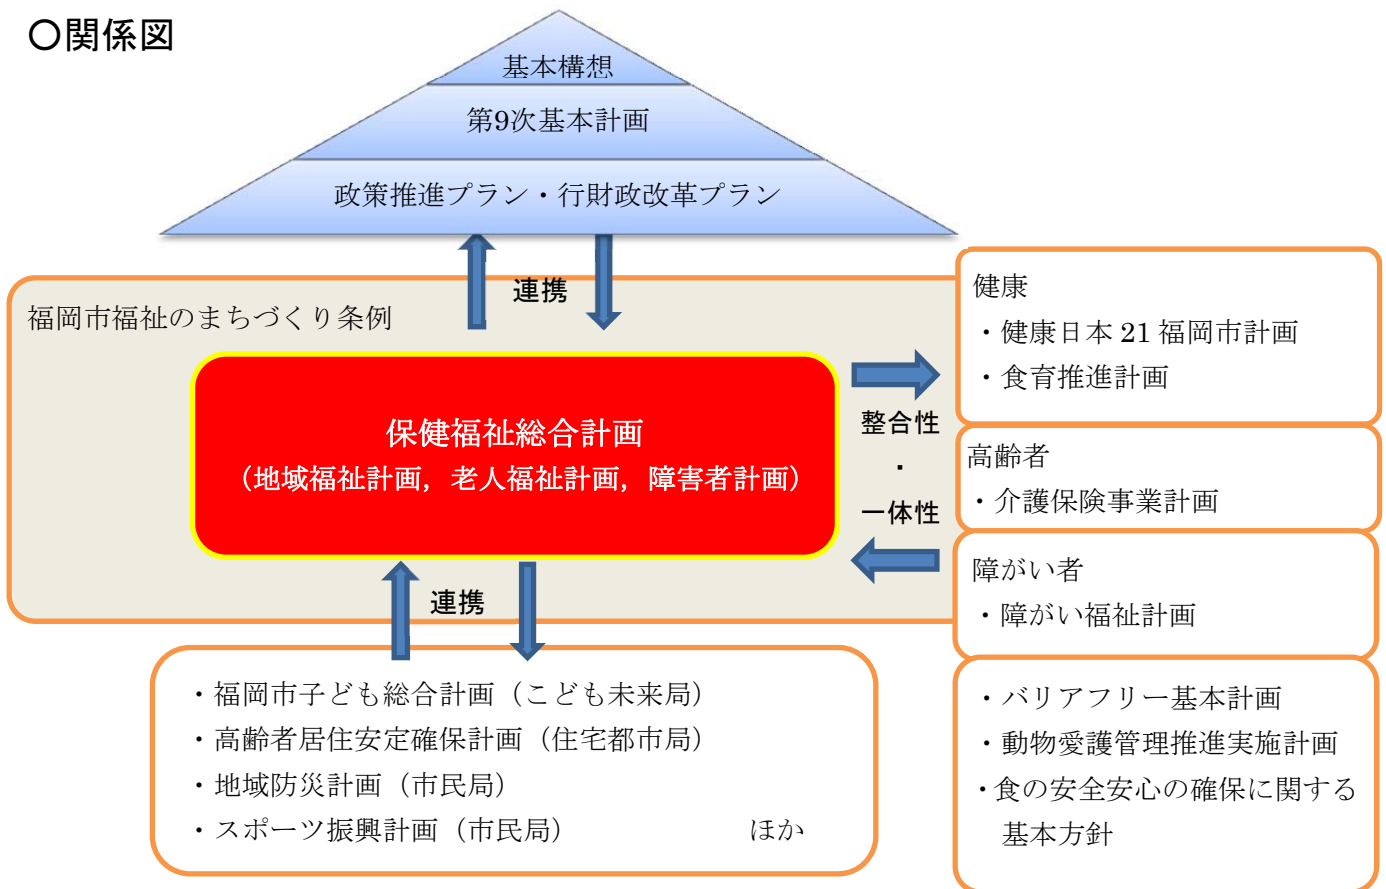 〇関係図
基本構想
第9次基本計画
政策推進プラン・行財政改革プラン
連携
福岡市福祉のまちづくり条例
保健福祉総合計画
（地域福祉計画，老人福祉計画，障害者計画）
整合性
・
一体性
健康
・健康日本 21 福岡市計画
・食育推進計画
高齢者
・介護保険事業計画
障がい者
・障がい福祉計画
・バリアフリー基本計画
・動物愛護管理推進実施計画
・食の安全安心の確保に関する
基本方針
連携
・福岡市子ども総合計画（こども未来局）
・高齢者居住安定確保計画（住宅都市局）
・地域防災計画（市民局）
・スポーツ振興計画（市民局） ほか